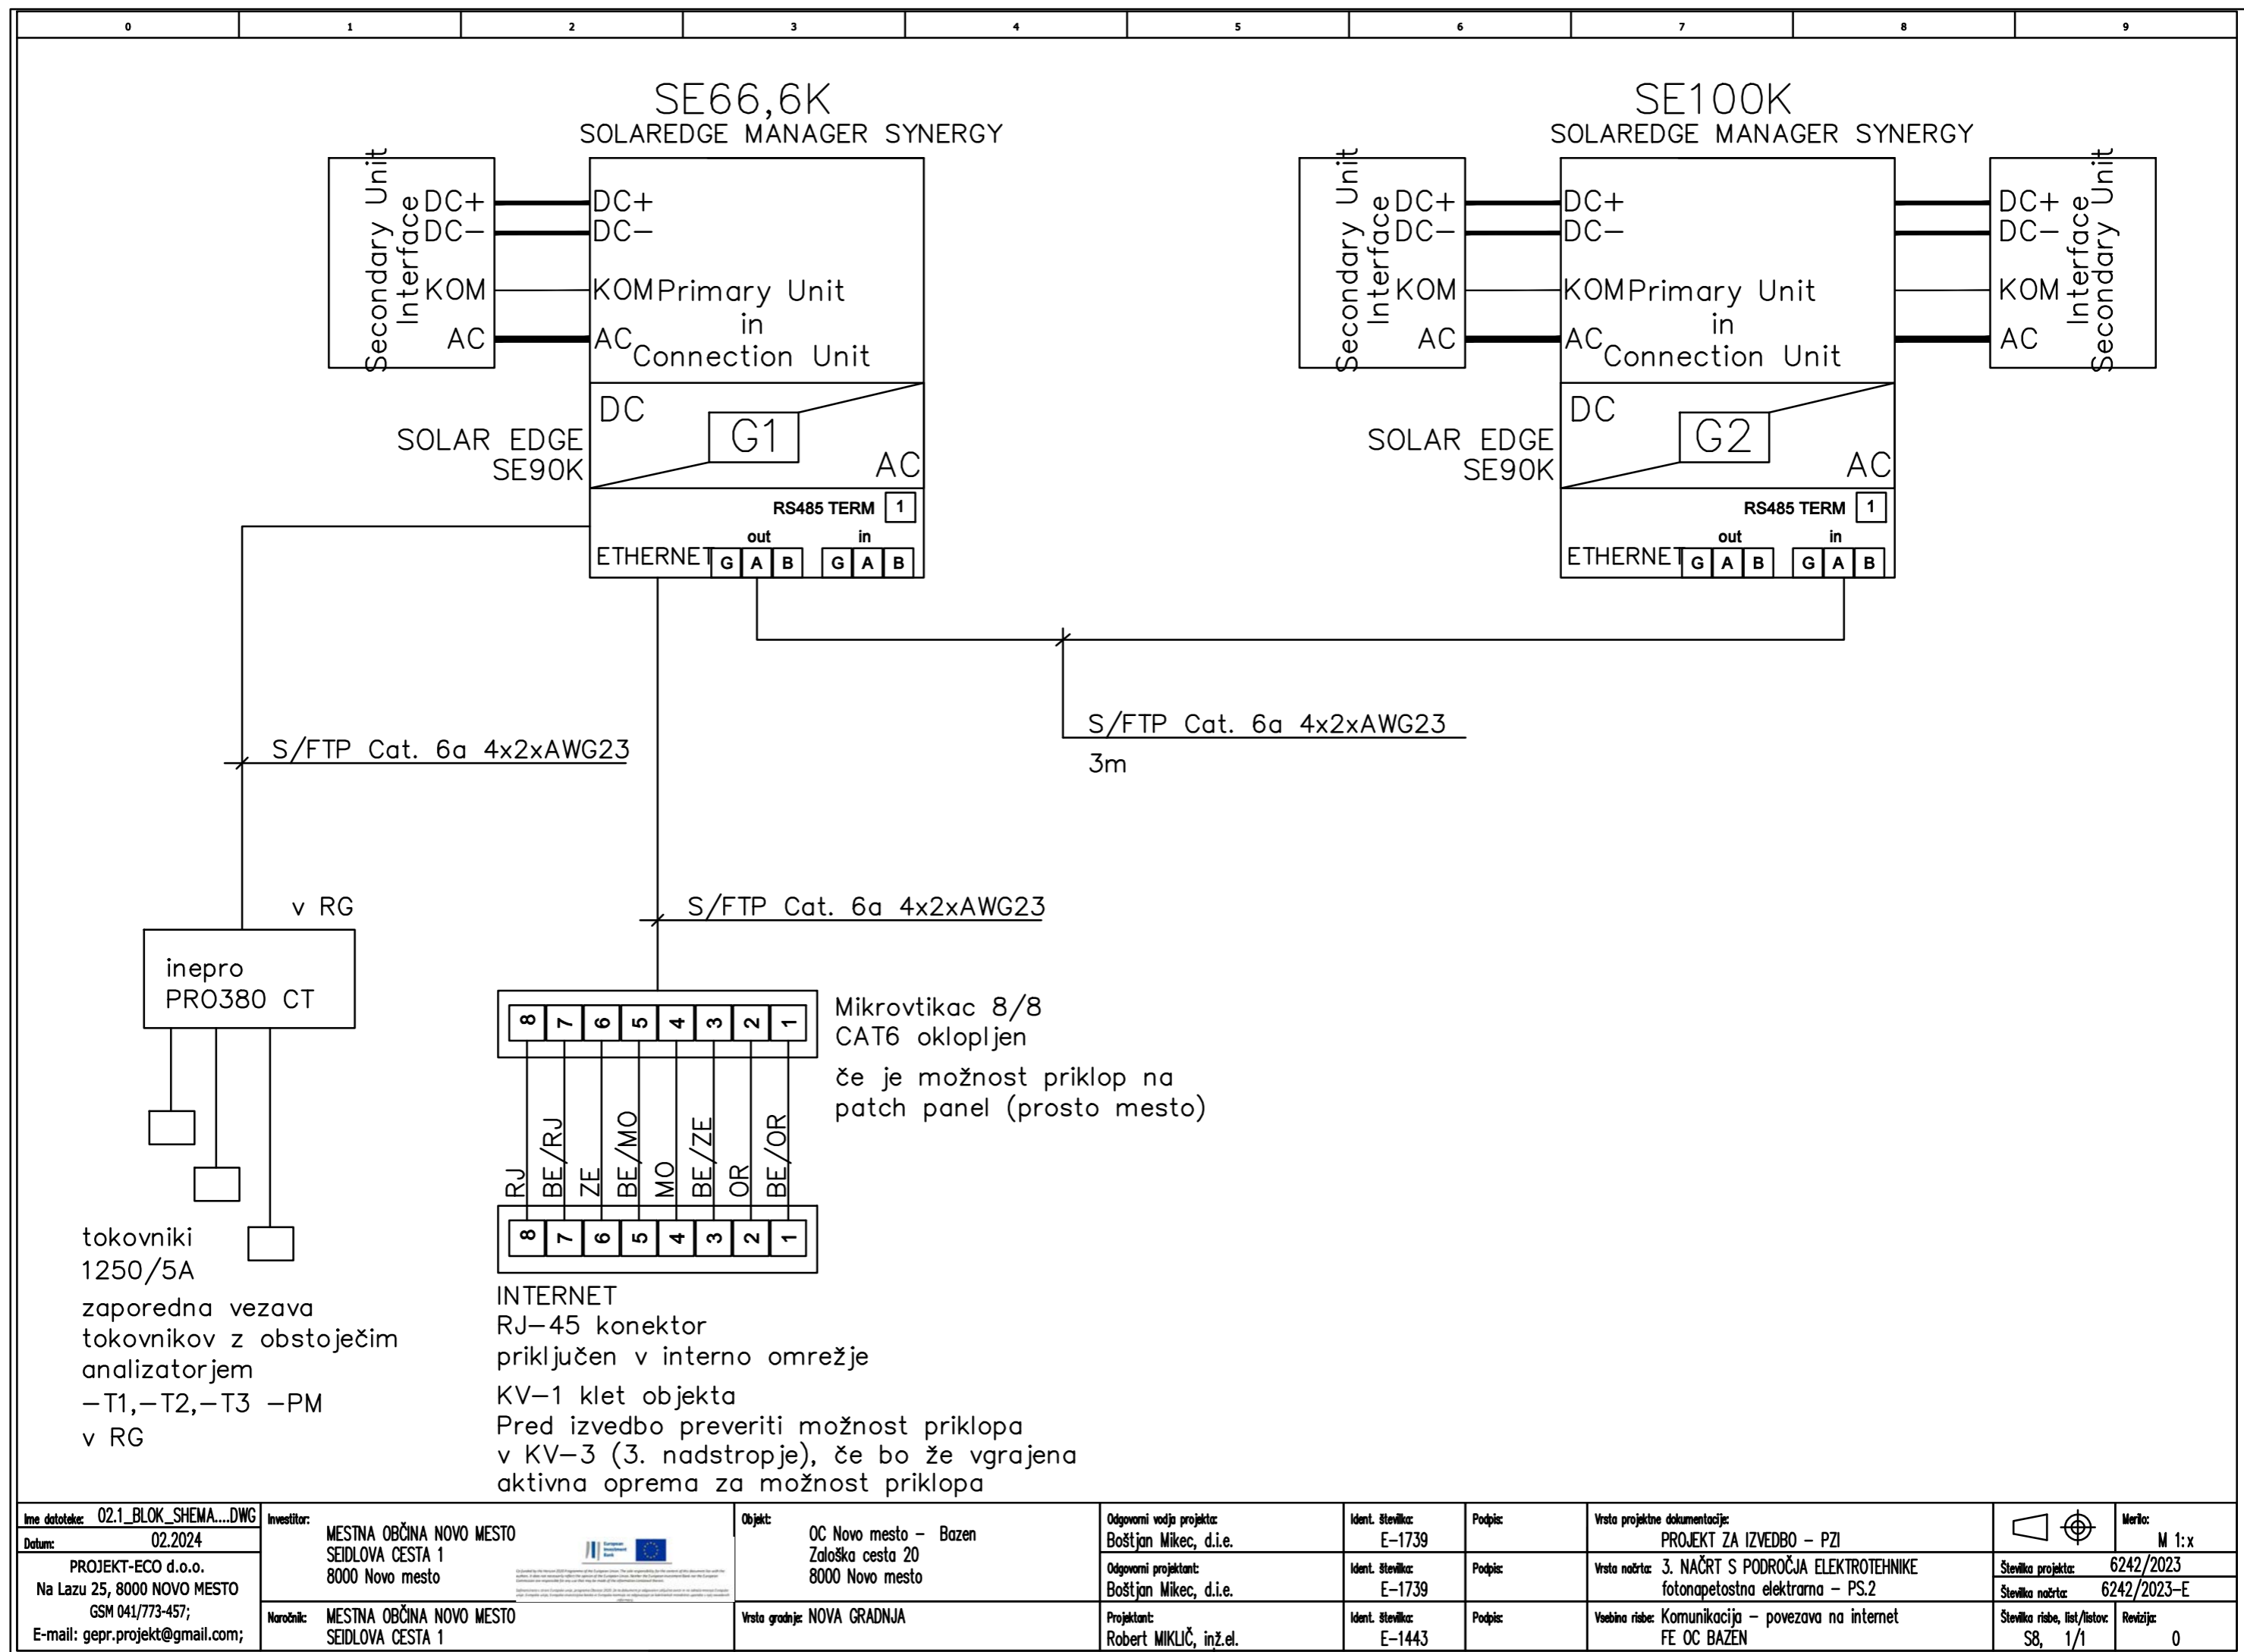 0 1 2 3 4 5 6 7 8 9
SE66,6K
SOLAREDGE MANAGER SYNERGY
Secondary Unit
Interface
DC+
DC-
KOM
AC
DC+
DC-
KOM
AC
Primary Unit
in
Connection Unit
DC
G1
AC
SOLAR EDGE
SE90K
RS485 TERM 1
out in
ETHERNET G A B G A B
SE100K
SOLAREDGE MANAGER SYNERGY
Secondary Unit
Interface
DC+
DC-
KOM
AC
DC+
DC-
KOM
AC
Primary Unit
in
Connection Unit
DC+
DC-
KOM
AC
Interface
Secondary Unit
DC
G2
AC
SOLAR EDGE
SE90K
RS485 TERM 1
out in
ETHERNET G A B G A B
S/FTP Cat. 6a 4x2xAWG23
3m
S/FTP Cat. 6a 4x2xAWG23
S/FTP Cat. 6a 4x2xAWG23
v RG
inepro
PRO380 CT
tokovniki
1250/5A
zaporedna vezava
tokovnikov z obstoječim
analizatorjem
-T1,-T2,-T3 -PM
v RG
8 7 6 5 4 3 2 1
Mikrovtikac 8/8
CAT6 oklopljen
če je možnost priklop na
patch panel (prosto mesto)
RJ BE/RJ ZE BE/MO MO BE/ZE OR BE/OR
8 7 6 5 4 3 2 1
INTERNET
RJ-45 konektor
priključen v interno omrežje
KV-1 klet objekta
Pred izvedbo preveriti možnost priklopa
v KV-3 (3. nadstropje), če bo že vgrajena
aktivna oprema za možnost priklopa
Ime datoteke: 02.1_BLOK_SHEMA....DWG
Datum: 02.2024
PROJEKT-ECO d.o.o.
Na Lazu 25, 8000 NOVO MESTO
GSM 041/773-457;
E-mail: gepr.projekt@gmail.com;
Investitor:
MESTNA OBČINA NOVO MESTO
SEIDLOVA CESTA 1
8000 Novo mesto
European
Investment
Bank
Naročnik: MESTNA OBČINA NOVO MESTO
SEIDLOVA CESTA 1
Objekt:
OC Novo mesto - Bazen
Zaloška cesta 20
8000 Novo mesto
Vrsta gradnje: NOVA GRADNJA
Odgovorni vodja projekta:
Boštjan Mikec, d.i.e.
Ident. številka:
E-1739
Podpis:
Odgovorni projektant:
Boštjan Mikec, d.i.e.
Ident. številka:
E-1739
Podpis:
Projektant:
Robert MIKLIČ, inž.el.
Ident. številka:
E-1443
Podpis:
Vrsta projektne dokumentacije:
PROJEKT ZA IZVEDBO - PZI
Vrsta načrta: 3. NAČRT S PODROČJA ELEKTROTEHNIKE
fotonapetostna elektrarna - PS.2
Vsebina risbe: Komunikacija - povezava na internet
FE OC BAZEN
Merilo:
M 1:x
Številka projekta: 6242/2023
Številka načrta: 6242/2023-E
Številka risbe, list/listov:
S8, 1/1
Revizija:
0